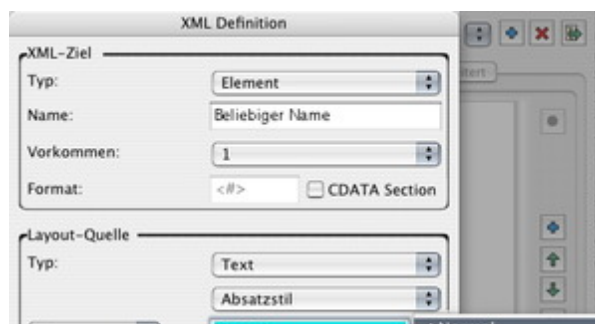 XML Definition
XML-Ziel
Typ: Element
Name: Beliebiger Name
Vorkommen: 1
Format: <#> CDATA Section
Layout-Quelle
Typ: Text
Absatzstil